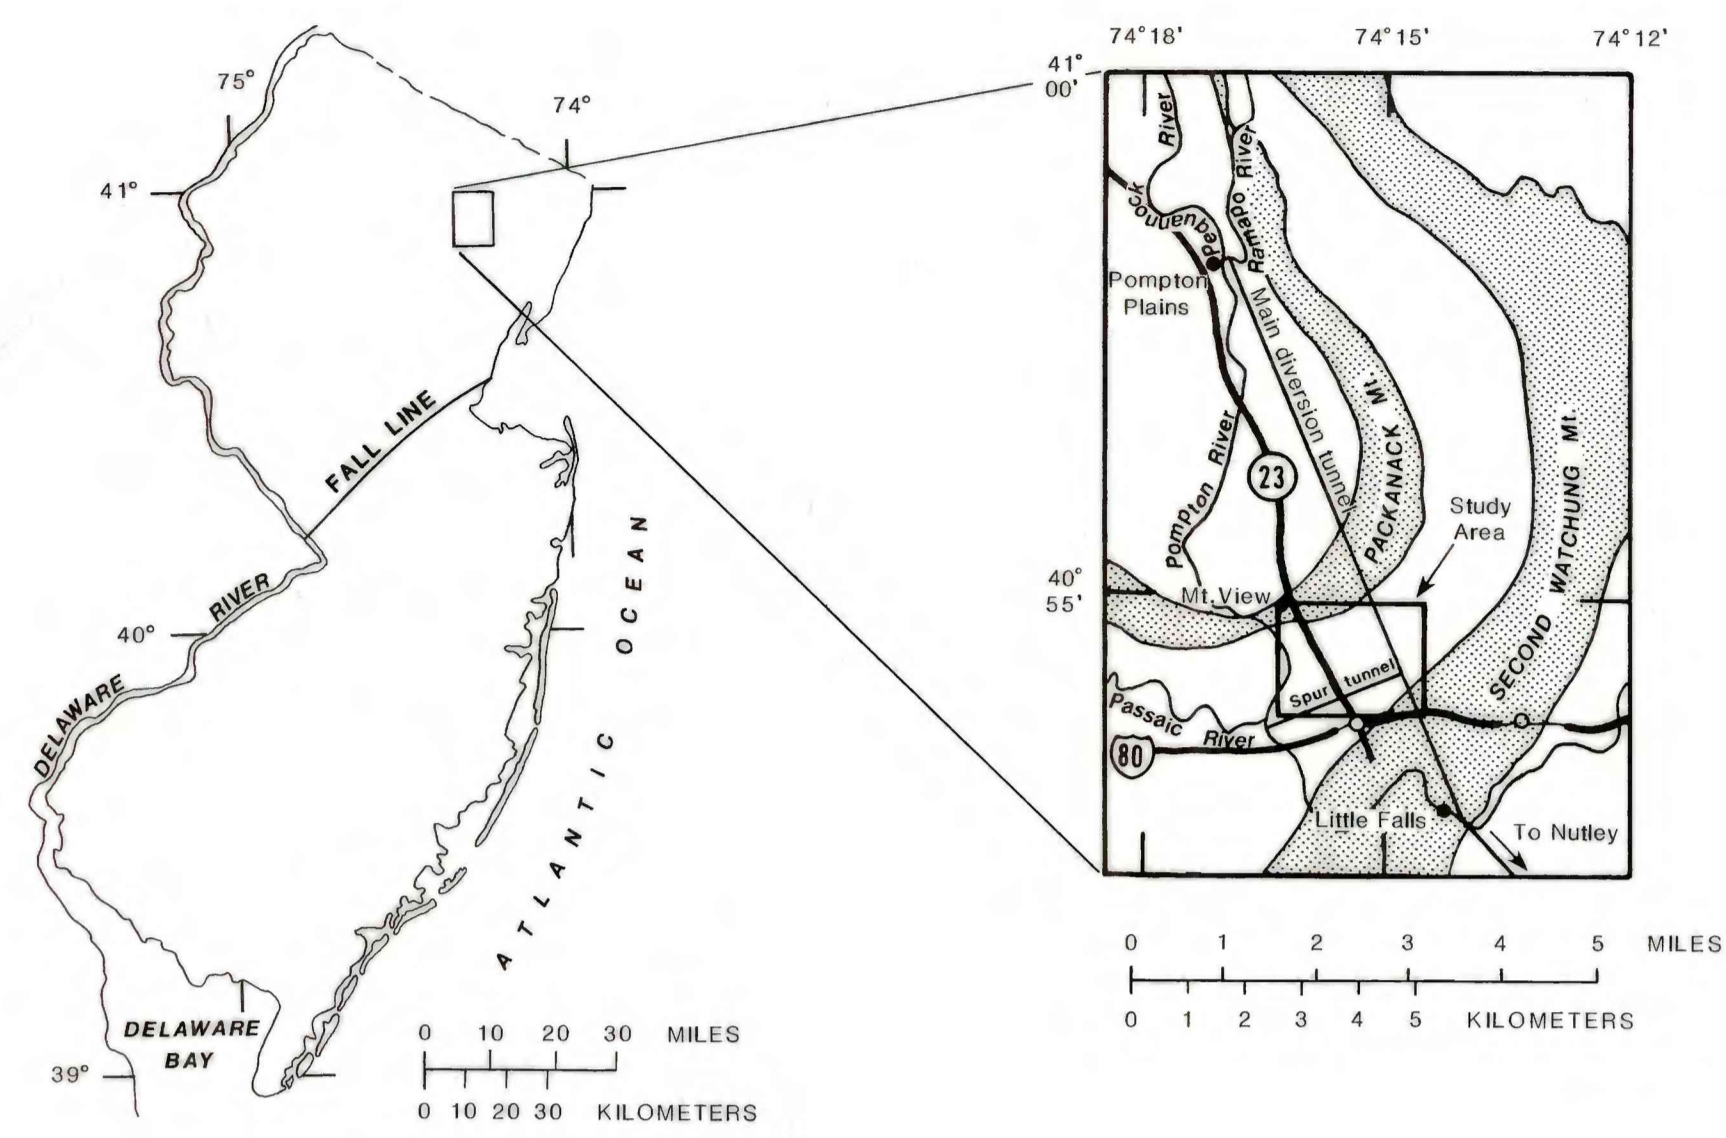 75°
74°
41°
FALL LINE
40°
DELAWARE
RIVER
ATLANTIC
OCEAN
DELAWARE
BAY
39°
0 10 20 30 MILES
0 10 20 30 KILOMETERS
74°18' 74°15' 74°12'
41°
00'
River
Pequannock
Ramapo River
Pompton
Plains
Main diversion tunnel
Pompton River
23
PACKANACK Mt.
SECOND WATCHUNG Mt.
Study
Area
40°
55'
Mt. View
Spur tunnel
Passaic
River
80
Little Falls
To Nutley
0 1 2 3 4 5 MILES
0 1 2 3 4 5 KILOMETERS